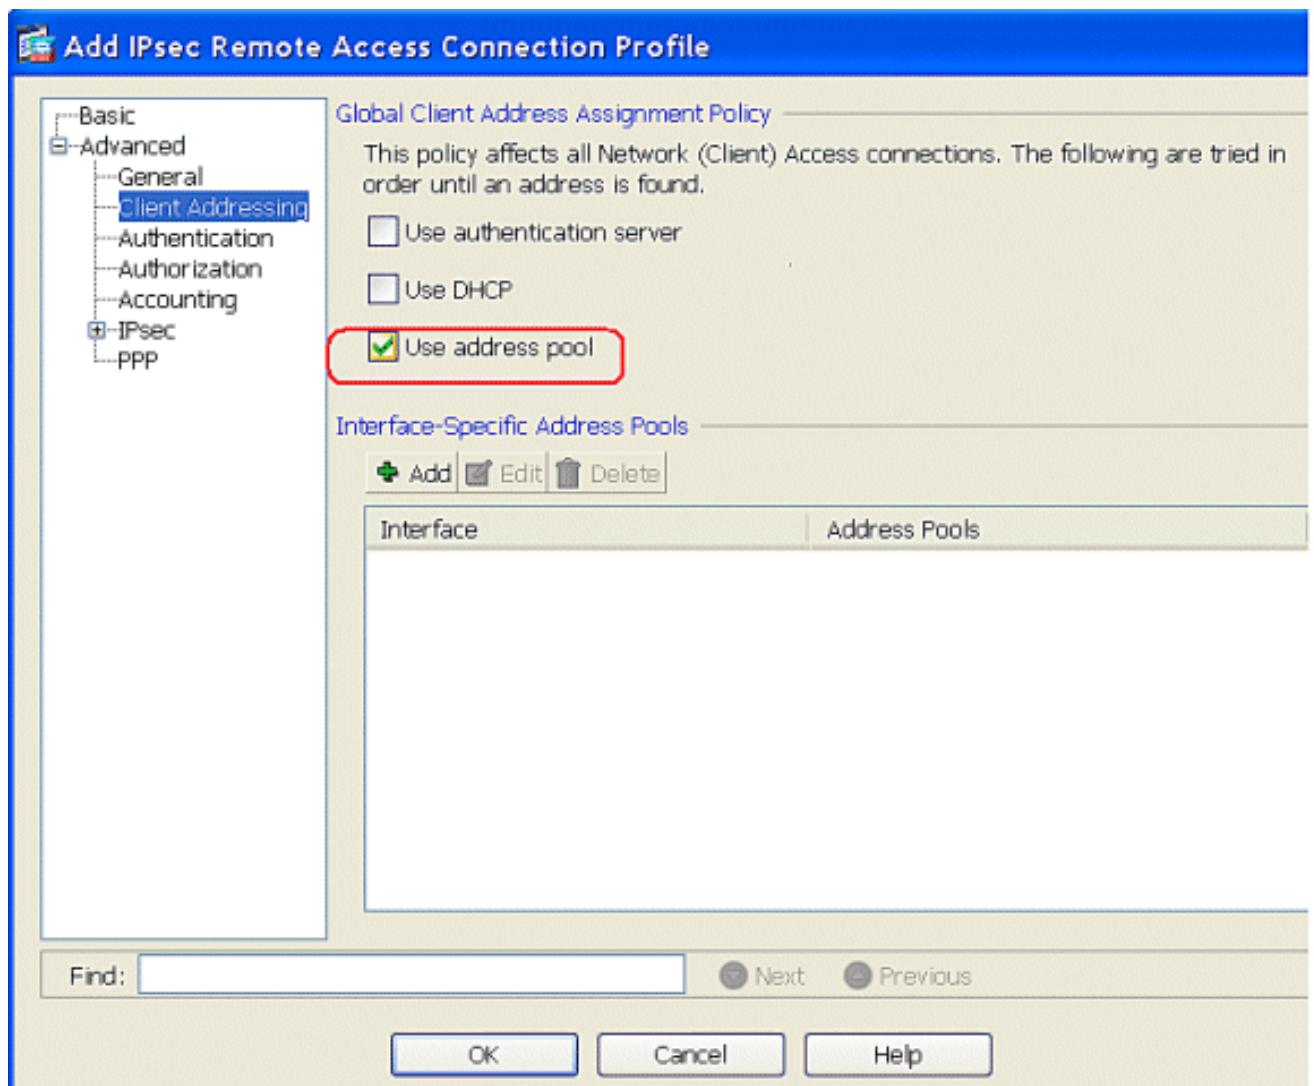 Add IPsec Remote Access Connection Profile
Basic
Advanced
General
Client Addressing
Authentication
Authorization
Accounting
IPsec
PPP
Global Client Address Assignment Policy
This policy affects all Network (Client) Access connections. The following are tried in
order until an address is found.
Use authentication server
Use DHCP
Use address pool
Interface-Specific Address Pools
Add Edit Delete
Interface Address Pools
Find: Next Previous
OK Cancel Help